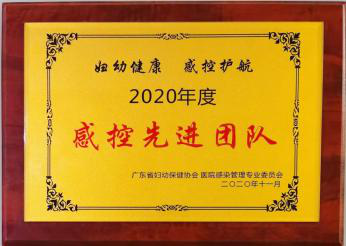 妇幼健康 感控护航
2020年度
感控先进团队
广东省妇幼保健协会 医院感染管理专业委员会
二〇二〇年十一月